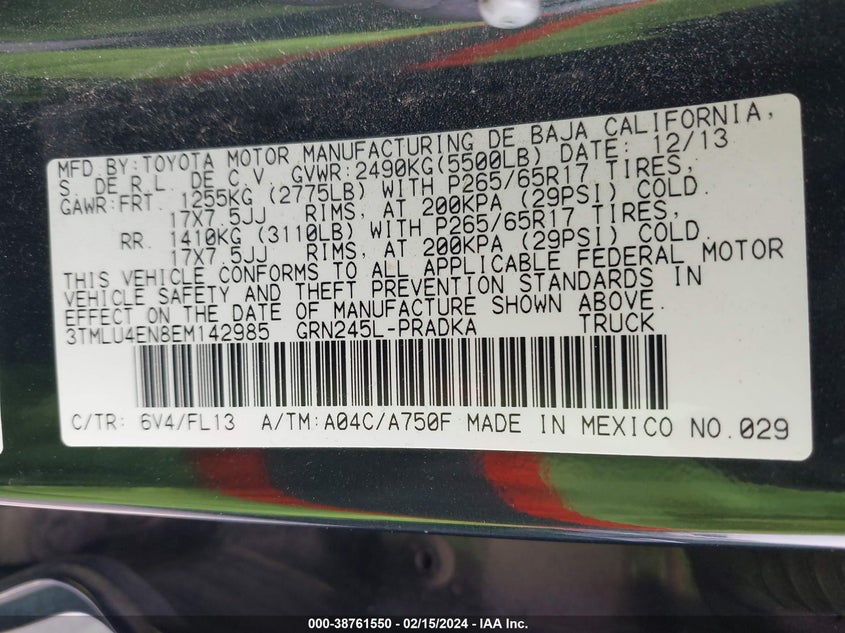 MFD BY:TOYOTA MOTOR MANUFACTURING DE BAJA CALIFORNIA,
S. DE R.L. DE C.V. GVWR:2490KG(5500LB) DATE: 12/13
GAWR:FRT. 1255KG (2775LB) WITH P265/65R17 TIRES,
17X7.5JJ RIMS, AT 200KPA (29PSI) COLD.
RR. 1410KG (3110LB) WITH P265/65R17 TIRES,
17X7.5JJ RIMS, AT 200KPA (29PSI) COLD.
THIS VEHICLE CONFORMS TO ALL APPLICABLE FEDERAL MOTOR
VEHICLE SAFETY AND THEFT PREVENTION STANDARDS IN
EFFECT ON THE DATE OF MANUFACTURE SHOWN ABOVE.
3TMLU4EN8EM142985 GRN245L-PRADKA TRUCK
C/TR: 6V4/FL13 A/TM:A04C/A750F MADE IN MEXICO NO.029
000-38761550 - 02/15/2024 - IAA Inc.